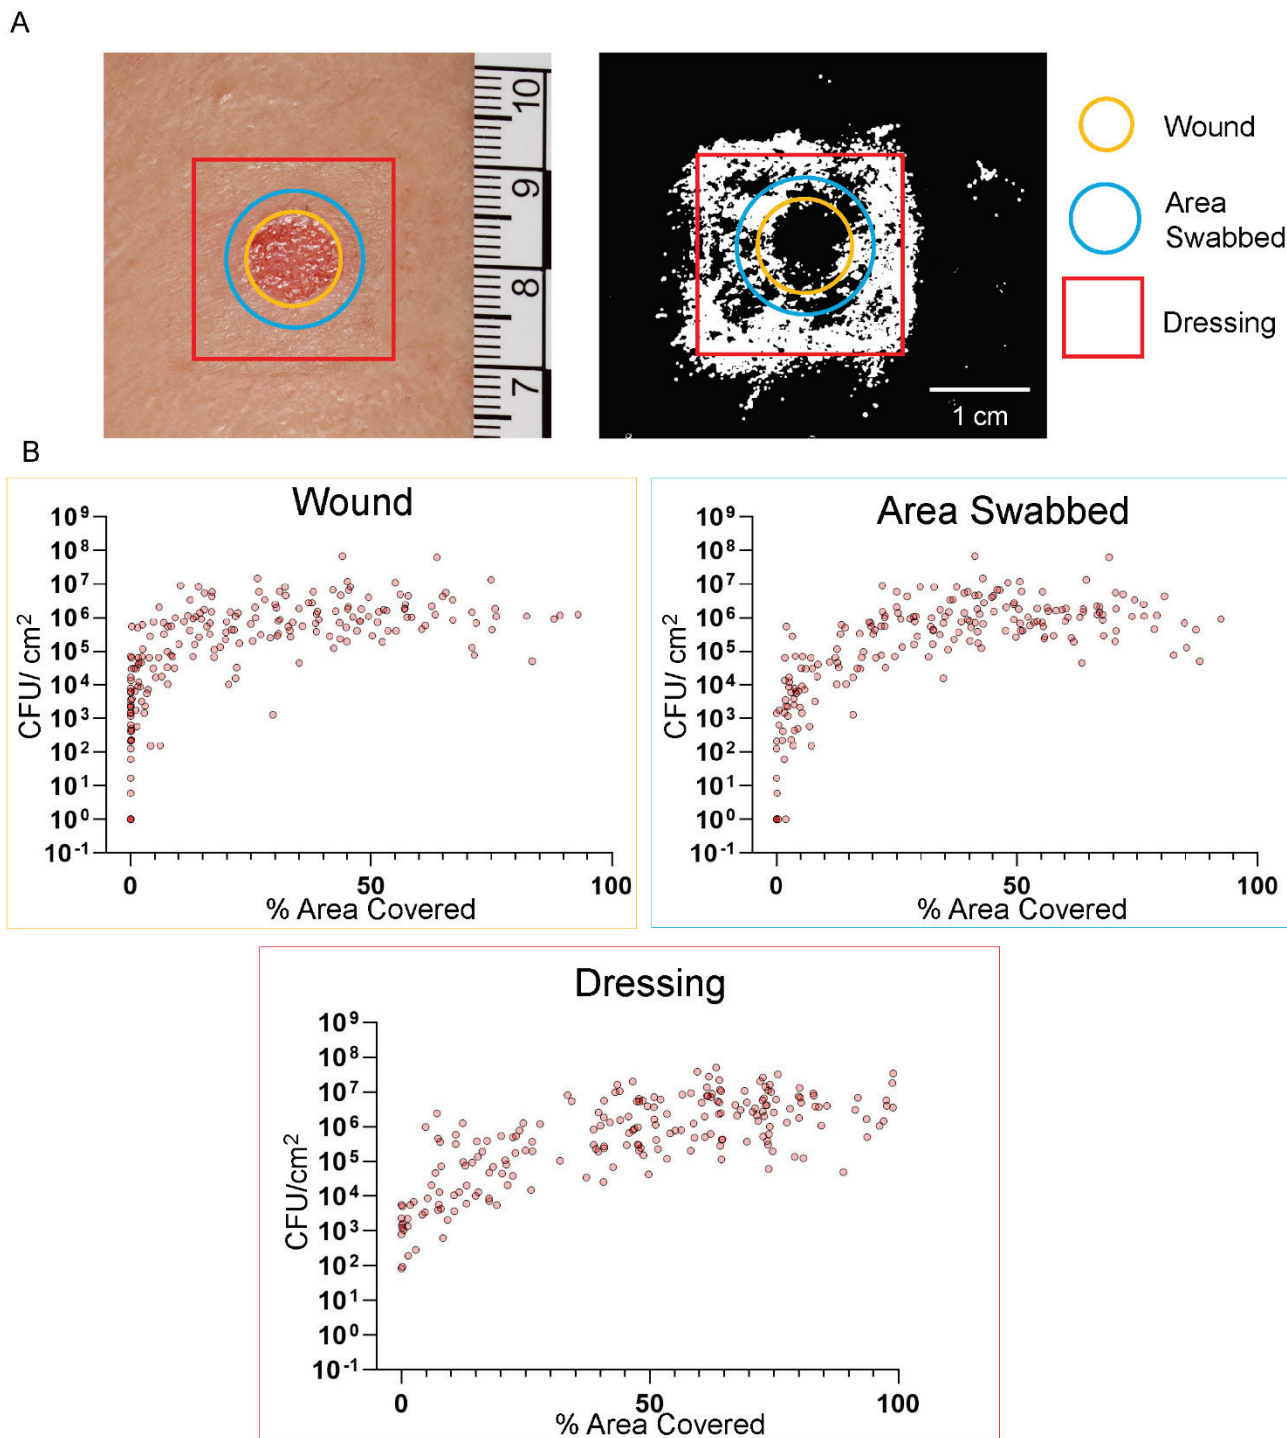 A
10
9
8
7
1 cm
Wound
Area
Swabbed
Dressing
B
Wound
10⁹
10⁸
10⁷
10⁶
10⁵
10⁴
10³
10²
10¹
10⁰
10⁻¹
CFU/ cm²
0 50 100
% Area Covered
Area Swabbed
10⁹
10⁸
10⁷
10⁶
10⁵
10⁴
10³
10²
10¹
10⁰
10⁻¹
CFU/ cm²
0 50 100
% Area Covered
Dressing
10⁹
10⁸
10⁷
10⁶
10⁵
10⁴
10³
10²
10¹
10⁰
10⁻¹
CFU/cm²
0 50 100
% Area Covered